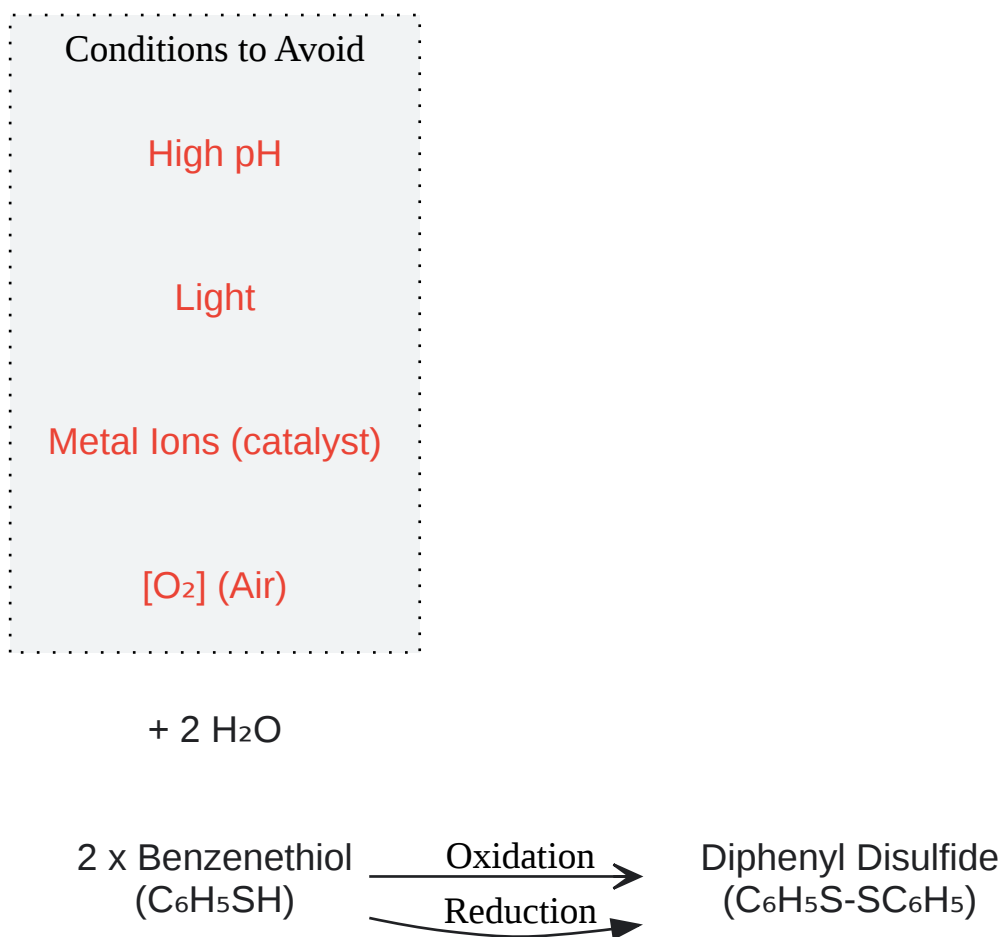 Conditions to Avoid
High pH
Light
Metal Ions (catalyst)
[O₂] (Air)
+ 2 H₂O
2 x Benzenethiol
(C₆H₅SH)
Oxidation
Reduction
Diphenyl Disulfide
(C₆H₅S-SC₆H₅)